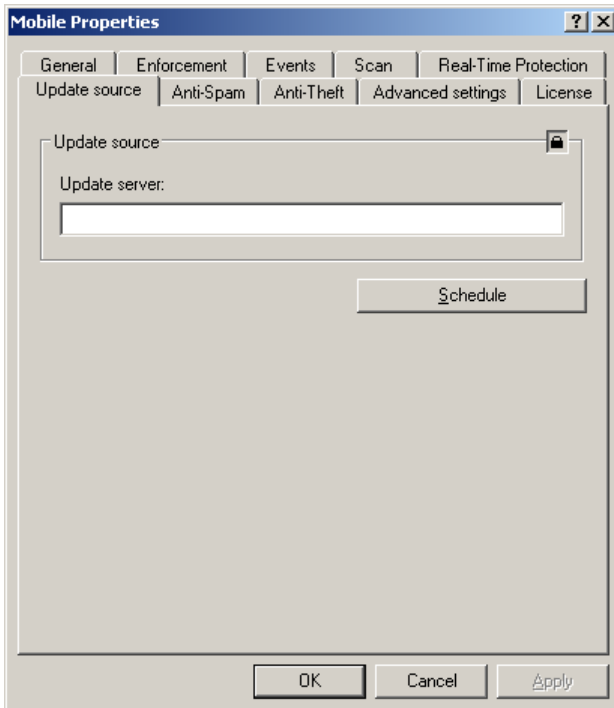 Mobile Properties
General Enforcement Events Scan Real-Time Protection
Update source Anti-Spam Anti-Theft Advanced settings License
Update source
Update server:
Schedule
OK Cancel Apply